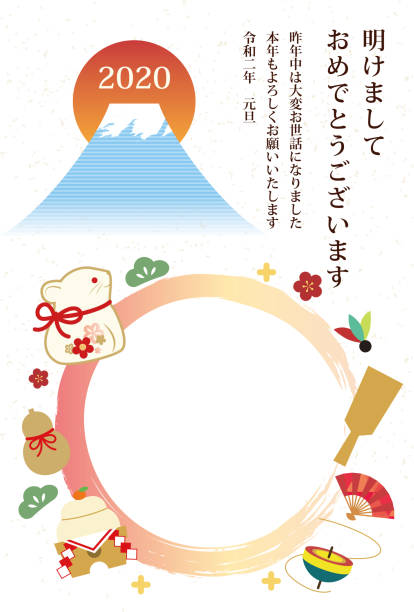 明けまして
おめでとうございます
昨年中は大変お世話になりました
本年もよろしくお願いいたします
令和二年　元旦
2020